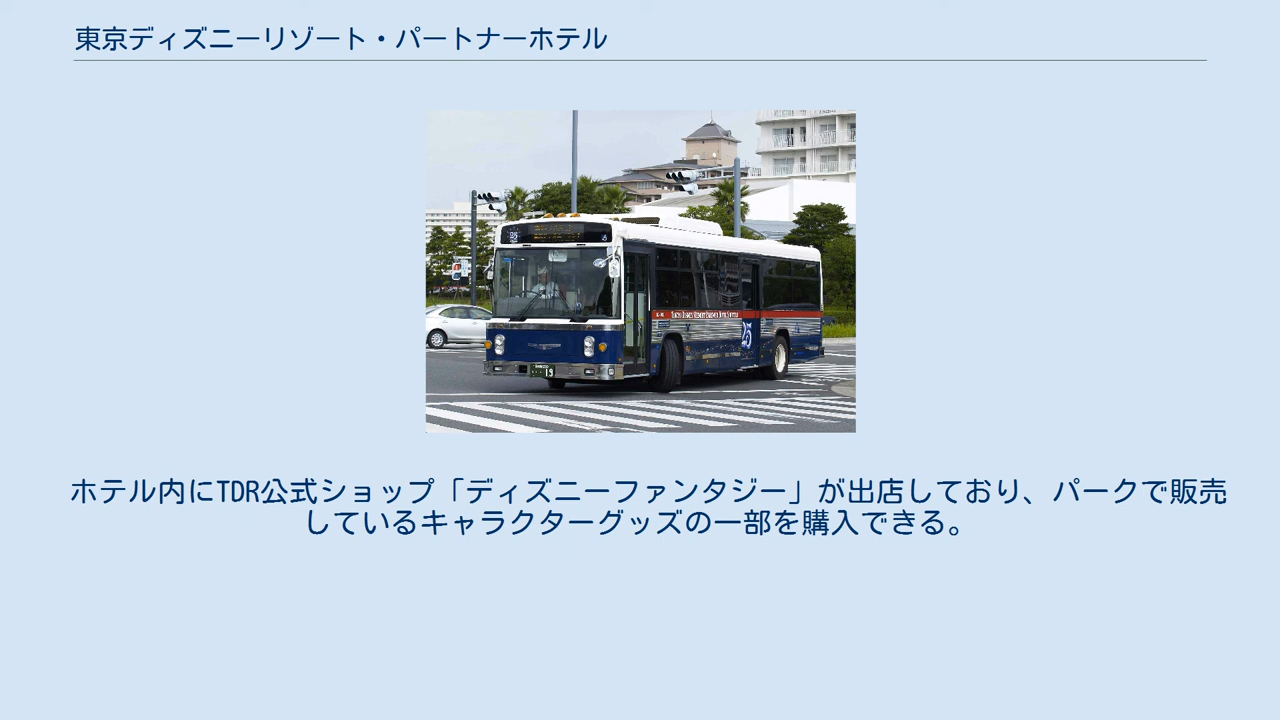 東京ディズニーリゾート・パートナーホテル
25
19
ホテル内にTDR公式ショップ「ディズニーファンタジー」が出店しており、パークで販売
しているキャラクターグッズの一部を購入できる。